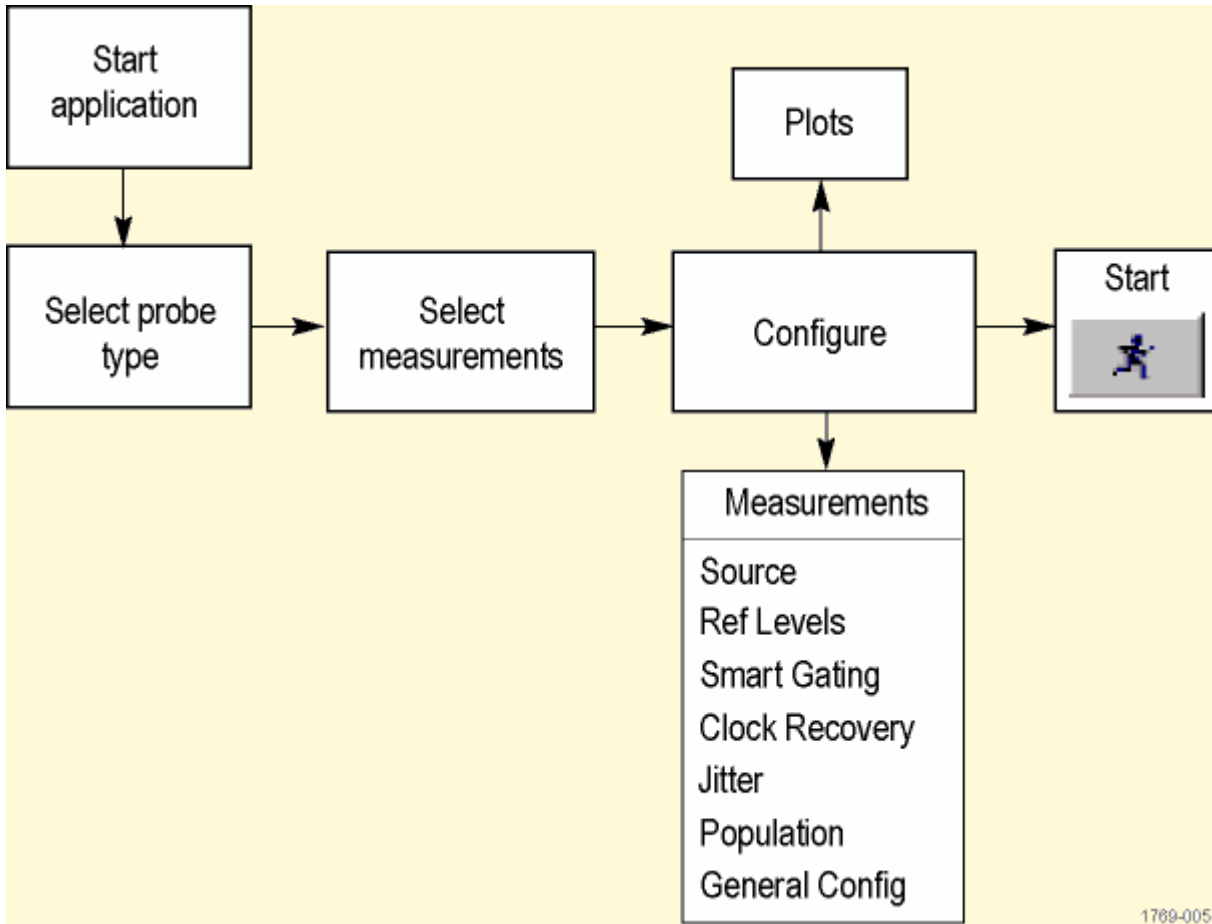 Start
application
Plots
Select probe
type
Select
measurements
Configure
Start
Measurements
Source
Ref Levels
Smart Gating
Clock Recovery
Jitter
Population
General Config
1769-005